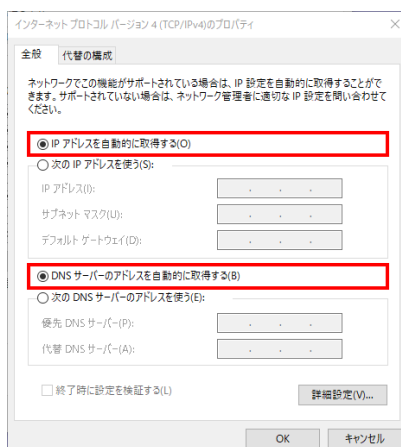 インターネット プロトコル バージョン 4 (TCP/IPv4)のプロパティ
全般
代替の構成
ネットワークでこの機能がサポートされている場合は、IP 設定を自動的に取得することがで
きます。サポートされていない場合は、ネットワーク管理者に適切な IP 設定を問い合わせて
ください。
IP アドレスを自動的に取得する(O)
次の IP アドレスを使う(S):
IP アドレス(I):
サブネット マスク(U):
デフォルト ゲートウェイ(D):
DNS サーバーのアドレスを自動的に取得する(B)
次の DNS サーバーのアドレスを使う(E):
優先 DNS サーバー(P):
代替 DNS サーバー(A):
終了時に設定を検証する(L)
詳細設定(V)...
OK
キャンセル